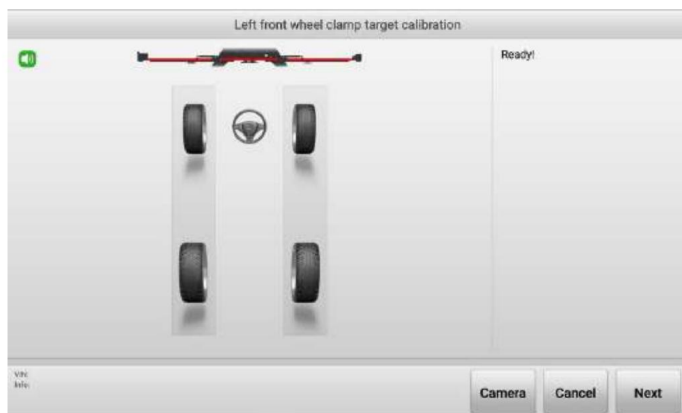 Left front wheel clamp target calibration
Ready!
VIN:
Info:
Camera Cancel Next